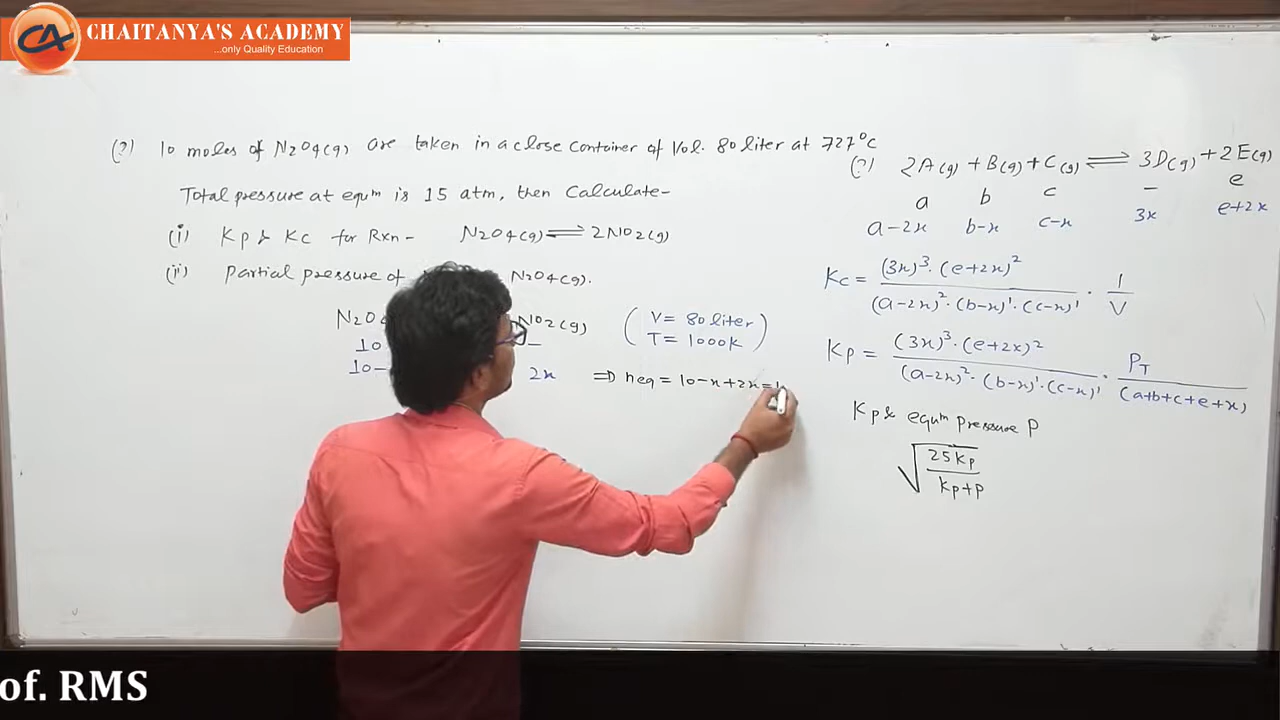 CHAITANYA'S ACADEMY
...only Quality Education
(?) 10 moles of N₂O₄(g) are taken in a close container of Vol. 80 liter at 727°C
Total pressure at equᵐ is 15 atm, then Calculate-
(i) Kp & Kc for Rxn- N₂O₄(g) ⇌ 2NO₂(g)
(ii) Partial pressure of N₂O₄(g).
N₂O₄ NO₂(g)
10 –
10- 2x
(V = 80 liter
T = 1000K)
⇒ neq = 10-x+2x=
(?) 2A(g) + B(g) + C(g) ⇌ 3D(g) + 2E(g)
a b c – e
a-2x b-x c-x 3x e+2x
Kc = (3x)³·(e+2x)² / (a-2x)²·(b-x)¹·(c-x)¹ · 1/V
Kp = (3x)³·(e+2x)² / (a-2x)²·(b-x)¹·(c-x)¹ · P_T/(a+b+c+e+x)
Kp & equᵐ pressure P
√(25Kp / Kp+p)
of. RMS